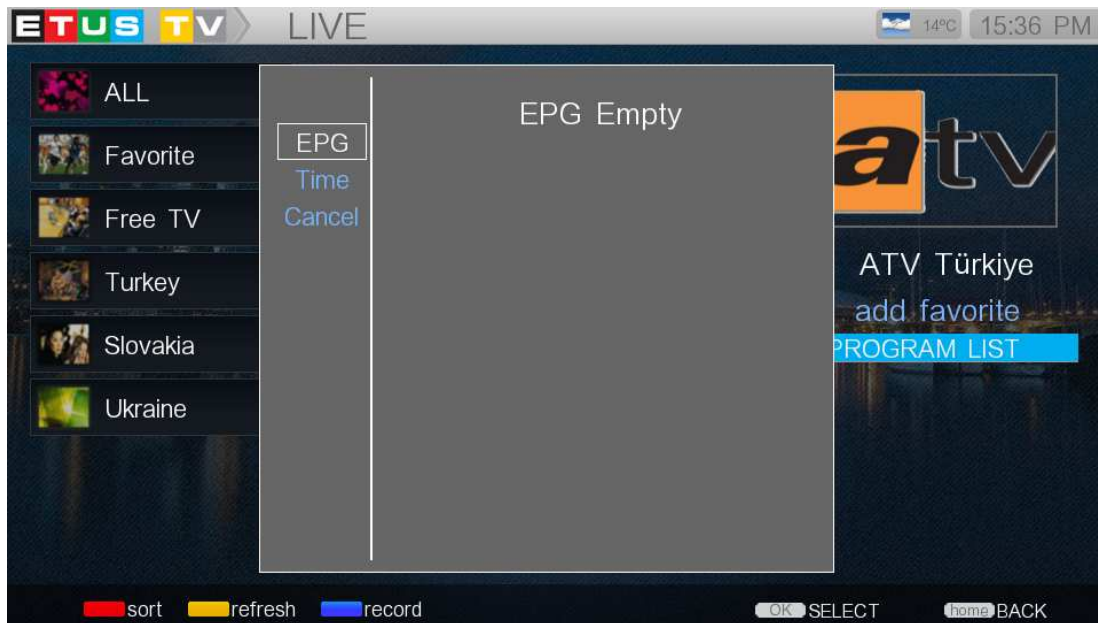 ETUS TV LIVE 14ºC 15:36 PM
ALL
Favorite
Free TV
Turkey
Slovakia
Ukraine
EPG
Time
Cancel
EPG Empty
atv
ATV Türkiye
add favorite
PROGRAM LIST
sort refresh record OK SELECT home BACK